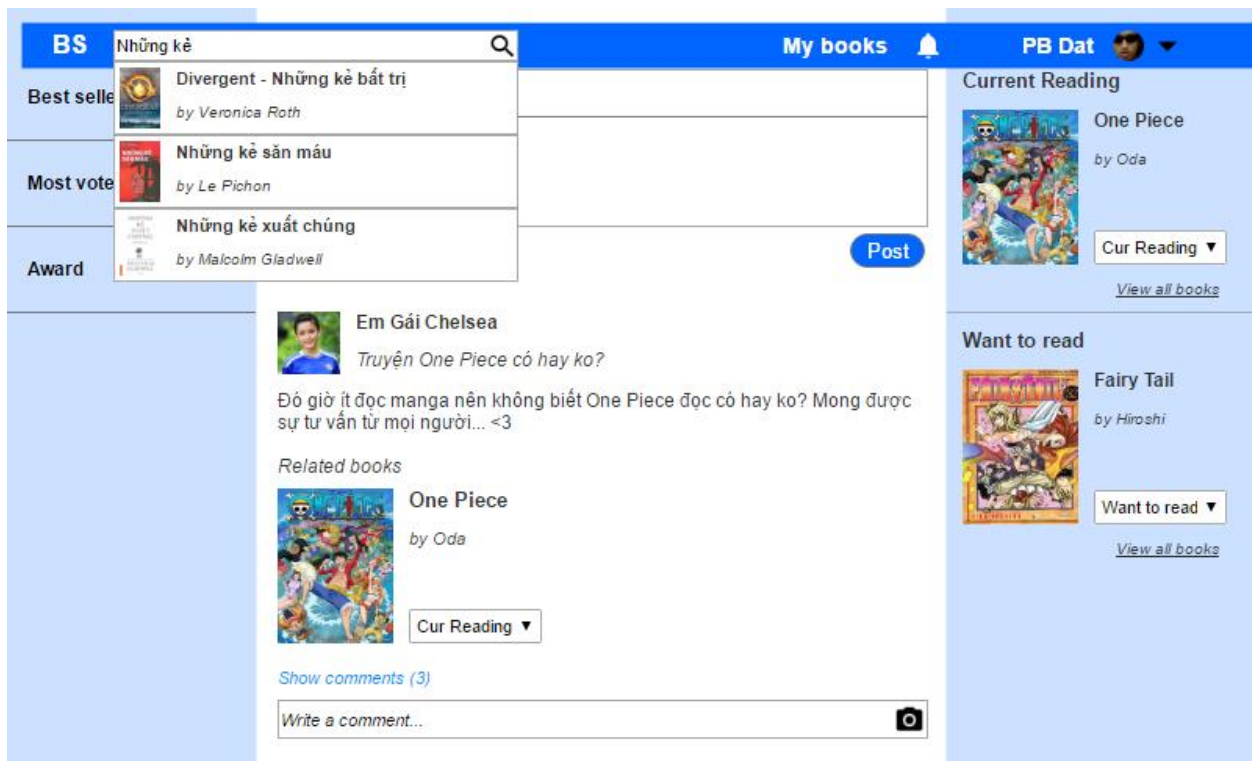 BS
Những kẻ
My books
PB Dat
Divergent - Những kẻ bất trị
by Veronica Roth
Những kẻ săn máu
by Le Pichon
Những kẻ xuất chúng
by Malcolm Gladwell
Best selle
Most vote
Award
Post
Em Gái Chelsea
Truyện One Piece có hay ko?
Đó giờ ít đọc manga nên không biết One Piece đọc có hay ko? Mong được
sự tư vấn từ mọi người... <3
Related books
One Piece
by Oda
Cur Reading ▼
Show comments (3)
Write a comment...
Current Reading
One Piece
by Oda
Cur Reading ▼
View all books
Want to read
Fairy Tail
by Hiroshi
Want to read ▼
View all books